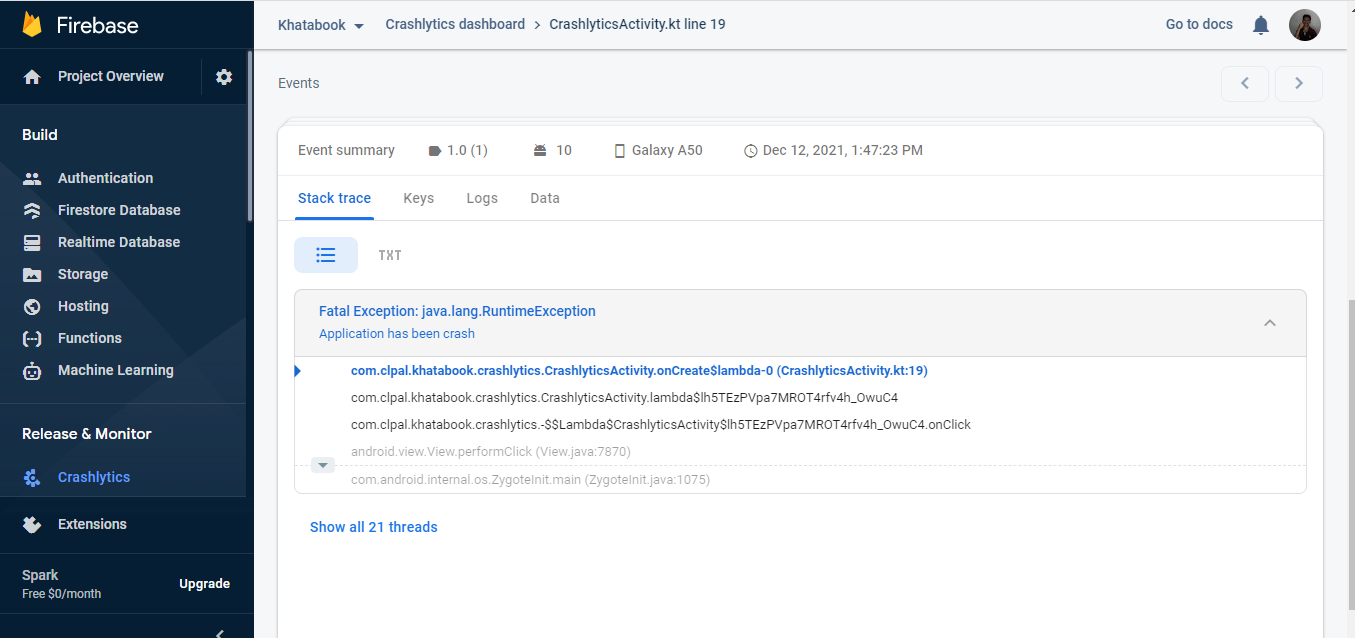 Firebase
Project Overview
Build
Authentication
Firestore Database
Realtime Database
Storage
Hosting
Functions
Machine Learning
Release & Monitor
Crashlytics
Extensions
Spark
Free $0/month
Upgrade
Khatabook
Crashlytics dashboard > CrashlyticsActivity.kt line 19
Go to docs
Events
Event summary 1.0 (1) 10 Galaxy A50 Dec 12, 2021, 1:47:23 PM
Stack trace Keys Logs Data
TXT
Fatal Exception: java.lang.RuntimeException
Application has been crash
com.clpal.khatabook.crashlytics.CrashlyticsActivity.onCreate$lambda-0 (CrashlyticsActivity.kt:19)
com.clpal.khatabook.crashlytics.CrashlyticsActivity.lambda$lh5TEzPVpa7MROT4rfv4h_OwuC4
com.clpal.khatabook.crashlytics.-$$Lambda$CrashlyticsActivity$lh5TEzPVpa7MROT4rfv4h_OwuC4.onClick
android.view.View.performClick (View.java:7870)
com.android.internal.os.ZygoteInit.main (ZygoteInit.java:1075)
Show all 21 threads